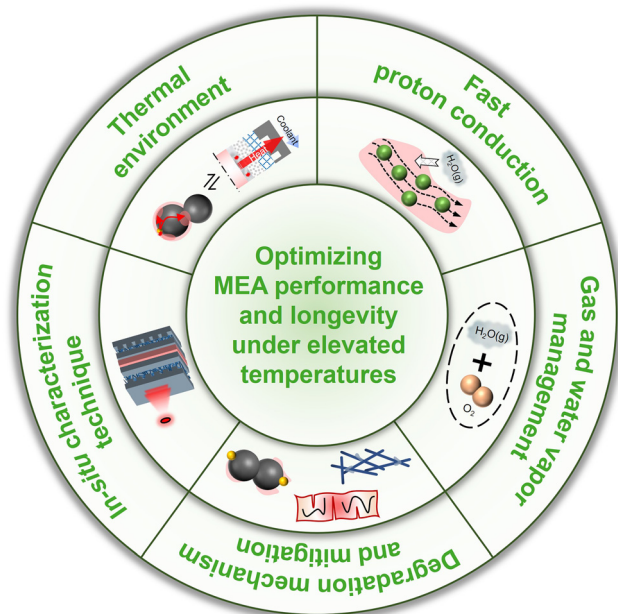 Thermal
environment
Fast
proton conduction
Gas and water vapor
management
Degradation mechanism
and mitigation
In-situ characterization
technique
Optimizing
MEA performance
and longevity
under elevated
temperatures
Coolant
Heat
H₂O(g)
H₂O(g)
+
O₂